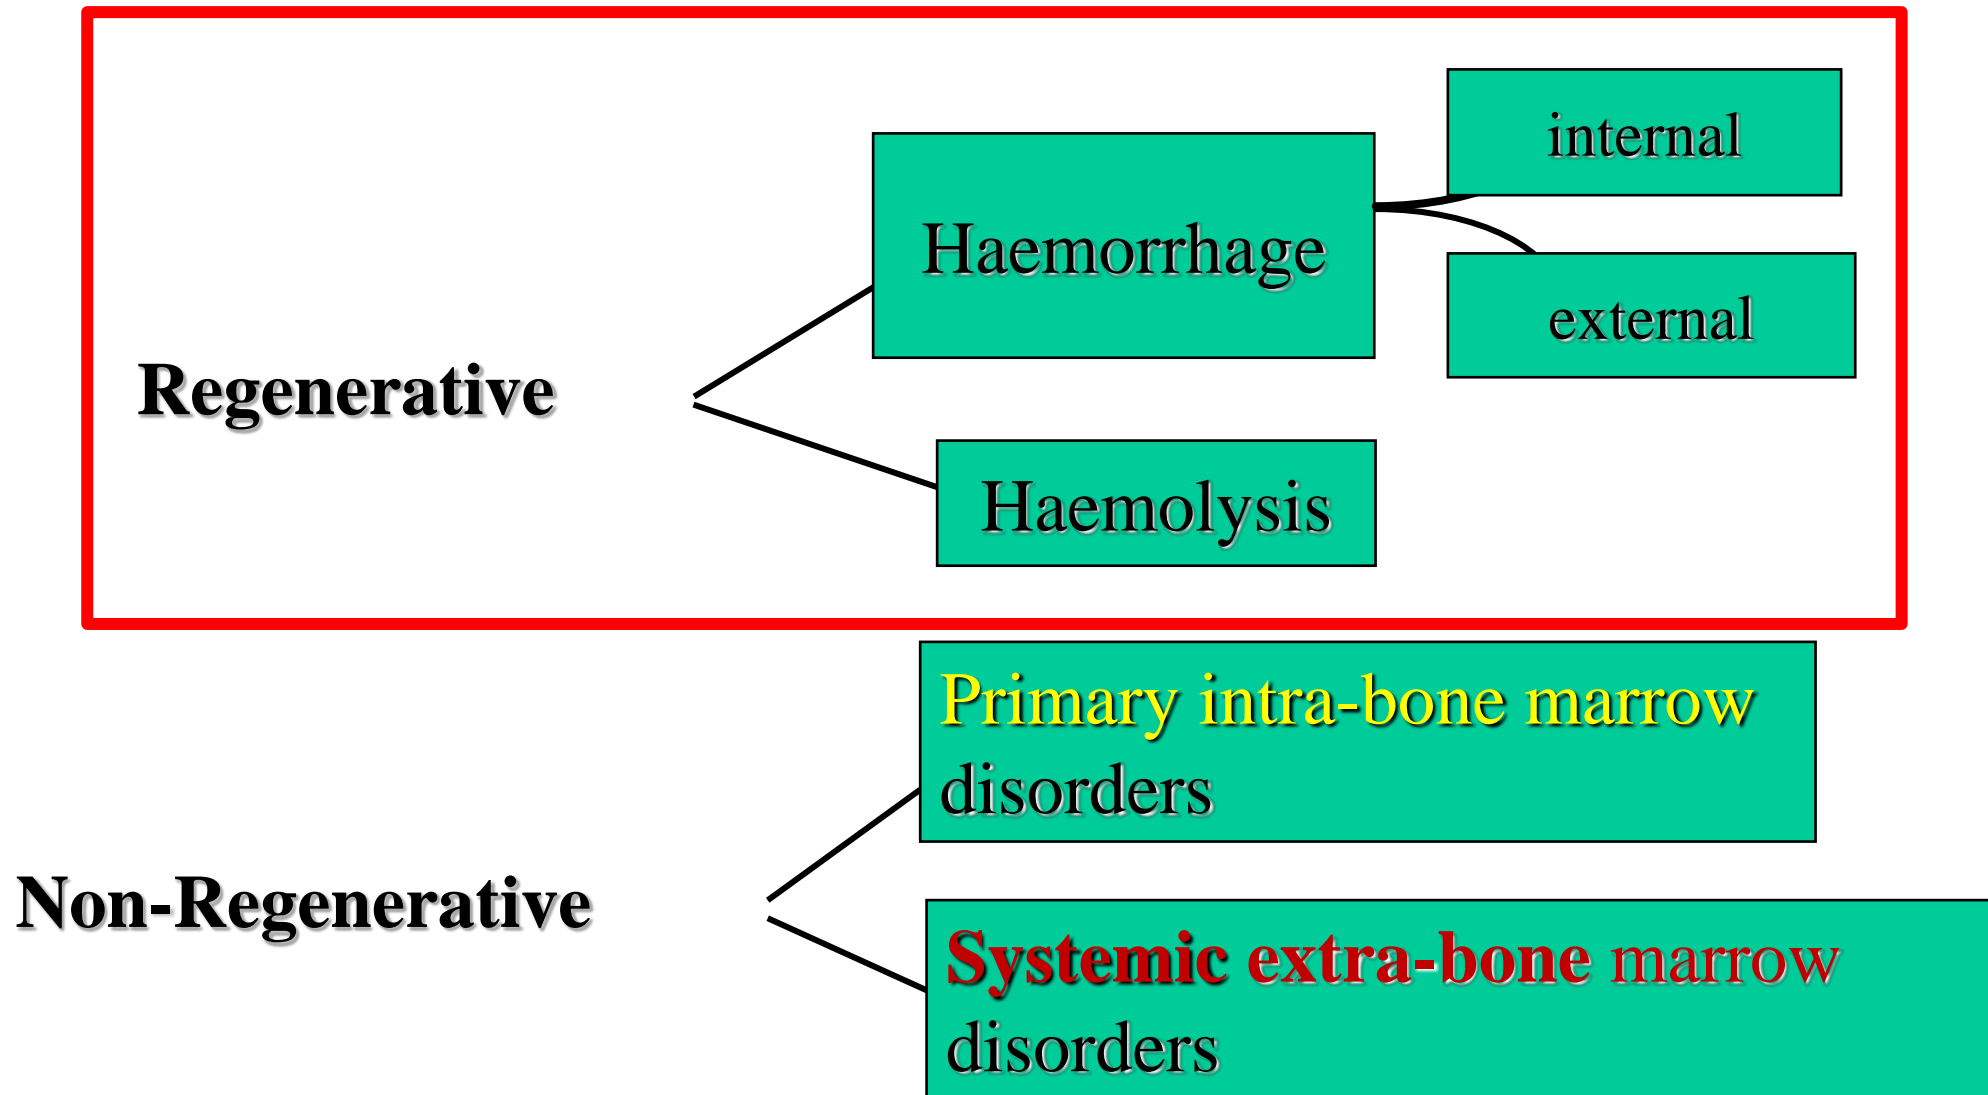 internal
Haemorrhage
external
Regenerative
Haemolysis
Primary intra-bone marrow
disorders
Non-Regenerative
Systemic extra-bone marrow
disorders